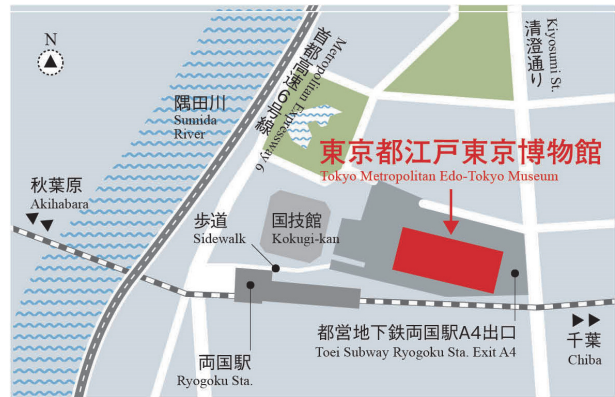 N
隅田川
Sumida
River
首都高速6号線
Metropolitan Expressway 6
清澄通り
Kiyosumi St.
東京都江戸東京博物館
Tokyo Metropolitan Edo-Tokyo Museum
秋葉原
Akihabara
歩道
Sidewalk
国技館
Kokugi-kan
両国駅
Ryogoku Sta.
都営地下鉄両国駅A4出口
Toei Subway Ryogoku Sta. Exit A4
千葉
Chiba